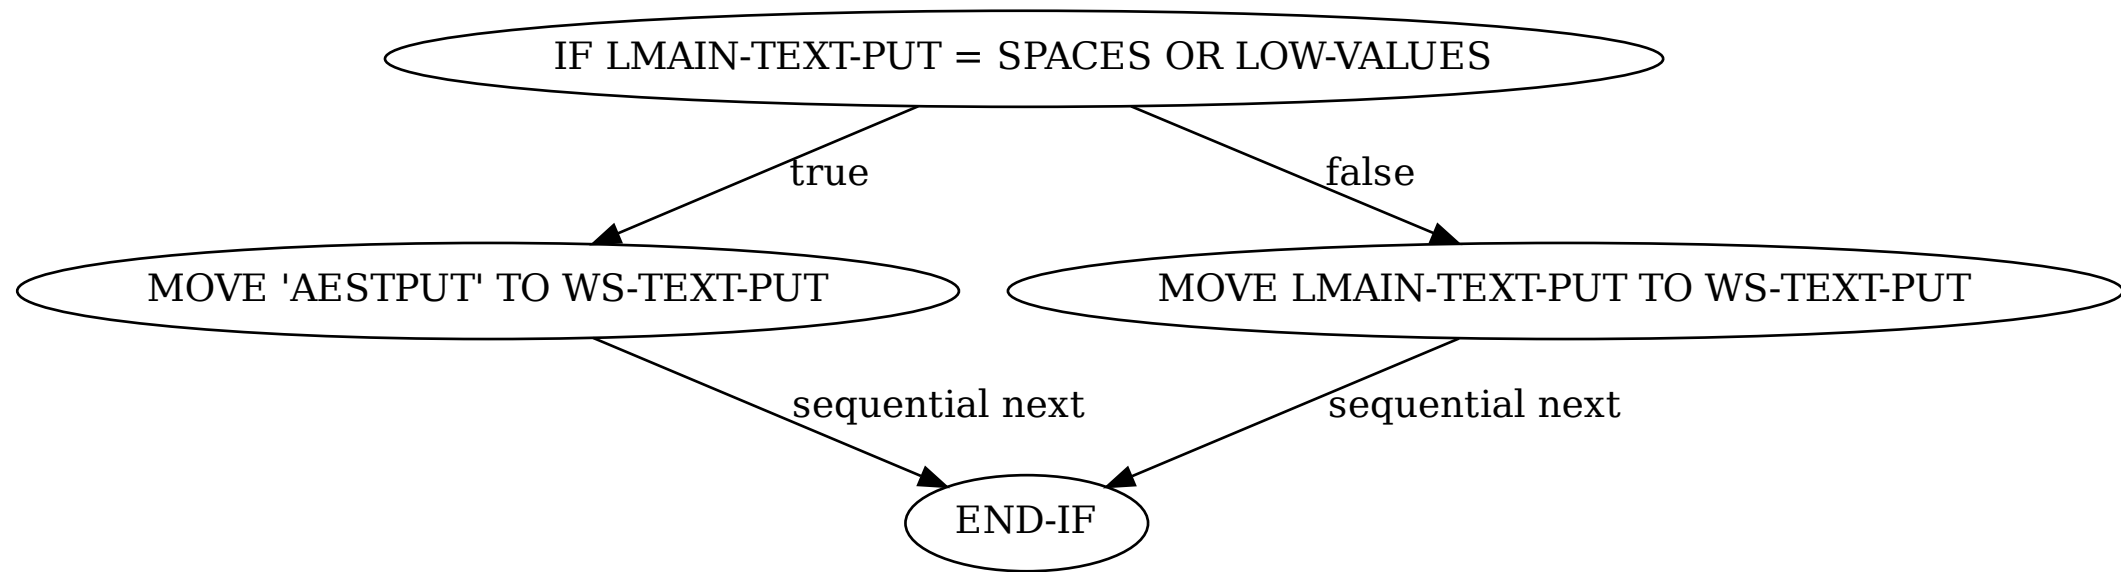 IF LMAIN-TEXT-PUT = SPACES OR LOW-VALUES
true
false
MOVE 'AESTPUT' TO WS-TEXT-PUT
MOVE LMAIN-TEXT-PUT TO WS-TEXT-PUT
sequential next
sequential next
END-IF